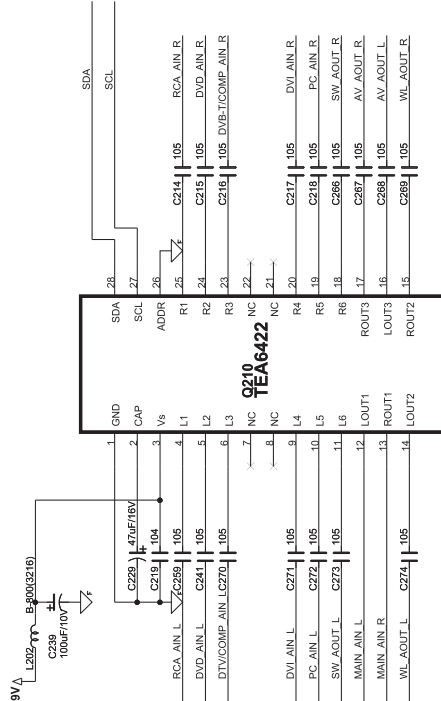 SDA
SCL
RCA_AIN_R
DVD_AIN_R
DVB-T/COMP_AIN_R
DVI_AIN_R
PC_AIN_R
SW_AOUT_R
AV_AOUT_R
AV_AOUT_L
WL_AOUT_R
C214 105
C215 105
C216 105
C217 105
C218 105
C266 105
C267 105
C268 105
C269 105
F
28 27 26 25 24 23 22 21 20 19 18 17 16 15
SDA SCL ADDR R1 R2 R3 NC NC R4 R5 R6 ROUT3 LOUT3 ROUT2
Q210
TEA6422
GND CAP Vs L1 L2 L3 NC NC L4 L5 L6 LOUT1 ROUT1 LOUT2
1 2 3 4 5 6 7 8 9 10 11 12 13 14
C229 47uF/16V
+
C219 104
C259 105
C241 105
C270 105
C271 105
C272 105
C273 105
C274 105
F
9V
L202 B-800(3216)
C239
100uF/10V
+
F
RCA_AIN_L
DVD_AIN_L
DTV/COMP_AIN_L
DVI_AIN_L
PC_AIN_L
SW_AOUT_L
MAIN_AIN_L
MAIN_AIN_R
WL_AOUT_L